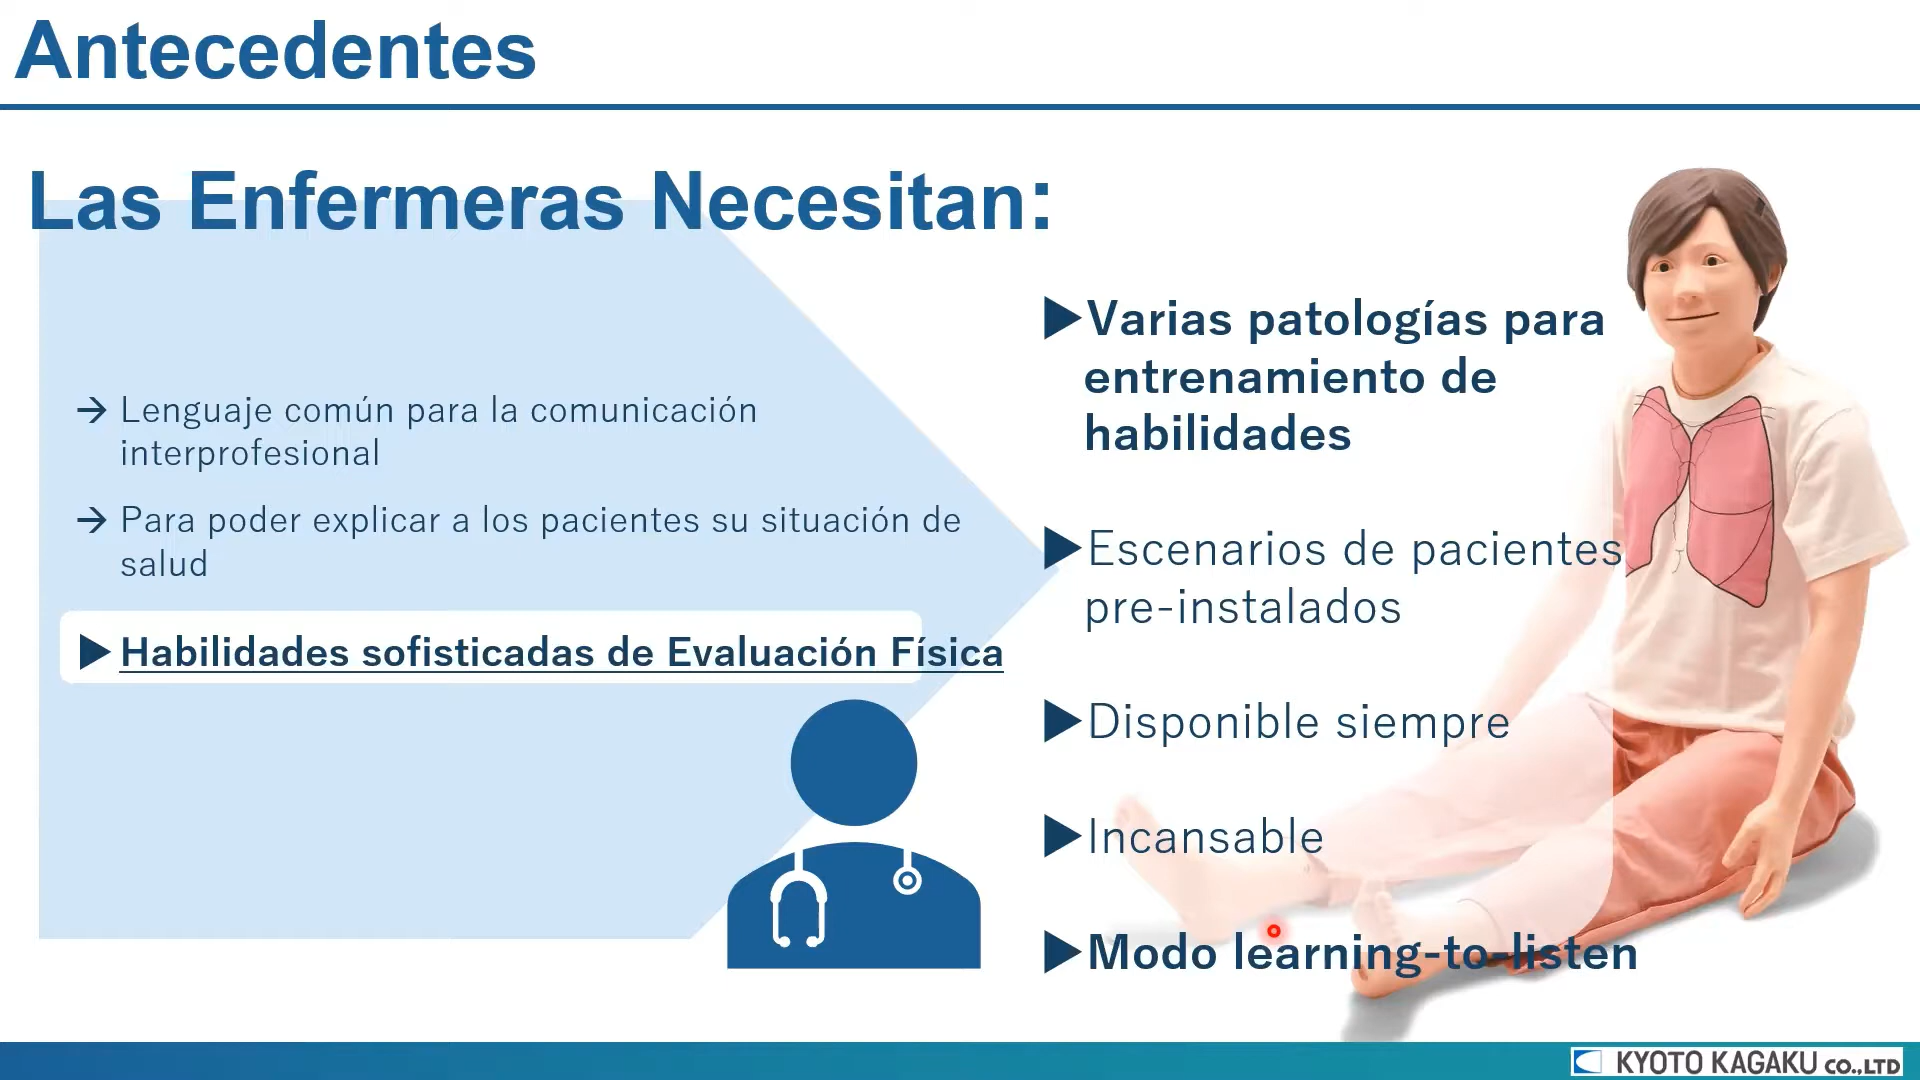 Antecedentes
Las Enfermeras Necesitan:
→ Lenguaje común para la comunicación
interprofesional
→ Para poder explicar a los pacientes su situación de
salud
▶ Habilidades sofisticadas de Evaluación Física
▶Varias patologías para
entrenamiento de
habilidades
▶Escenarios de pacientes
pre-instalados
▶Disponible siempre
▶Incansable
▶Modo learning-to-listen
KYOTO KAGAKU CO.,LTD